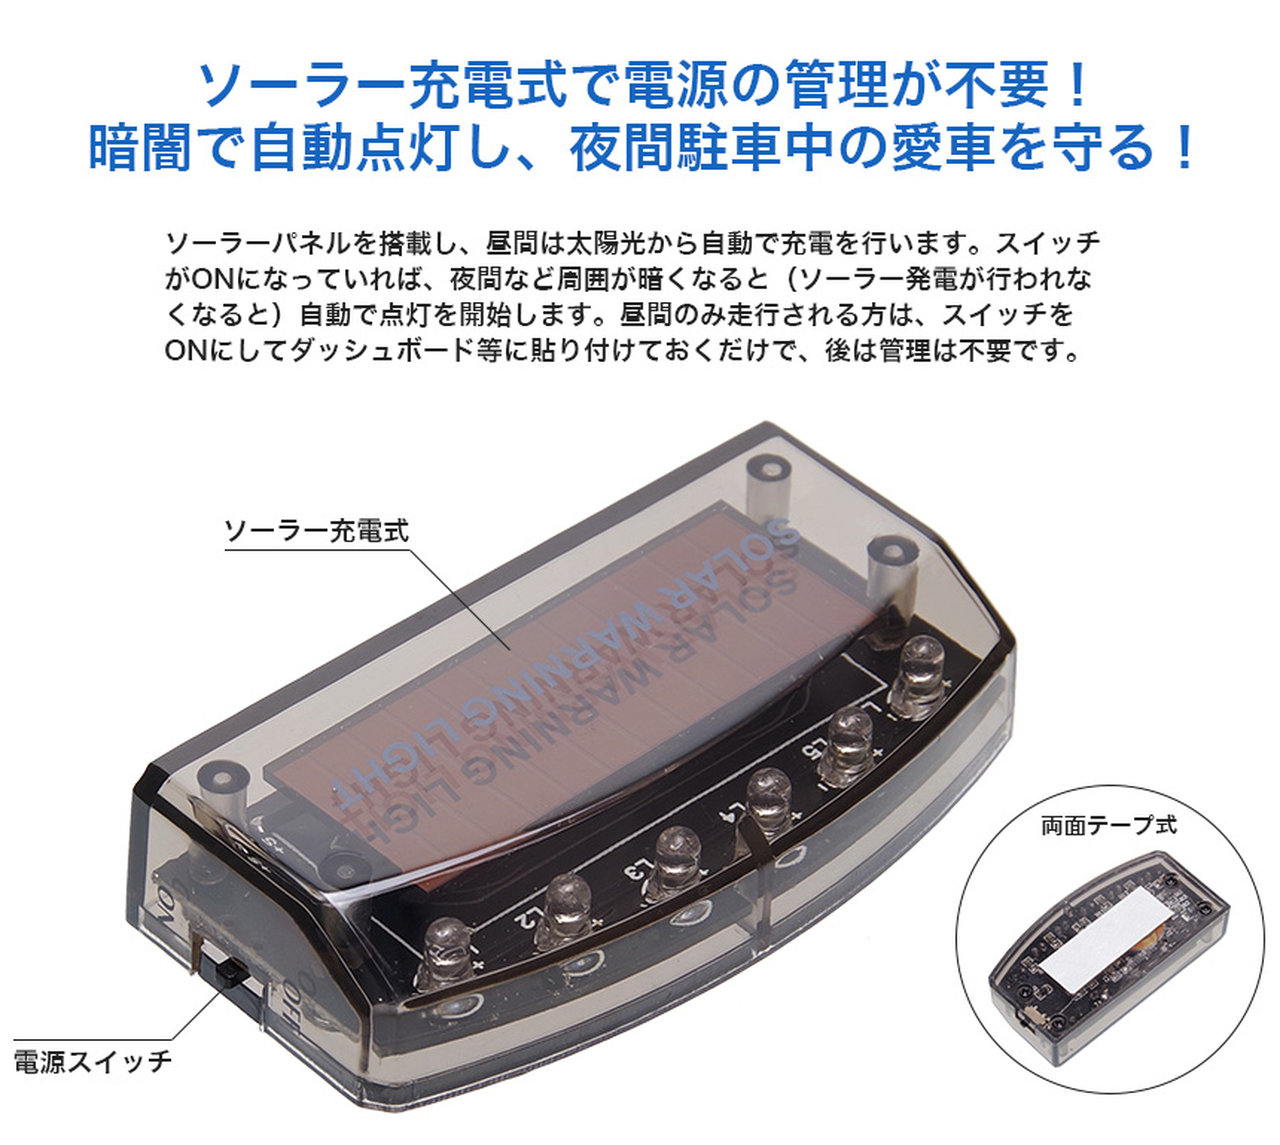 ソーラー充電式で電源の管理が不要！
暗闇で自動点灯し、夜間駐車中の愛車を守る！
ソーラーパネルを搭載し、昼間は太陽光から自動で充電を行います。スイッチ
がONになっていれば、夜間など周囲が暗くなると（ソーラー発電が行われな
くなると）自動で点灯を開始します。昼間のみ走行される方は、スイッチを
ONにしてダッシュボード等に貼り付けておくだけで、後は管理は不要です。
ソーラー充電式
SOLAR WARNING LIGHT
L5
L4
L3
L2
ON
OFF
両面テープ式
電源スイッチ